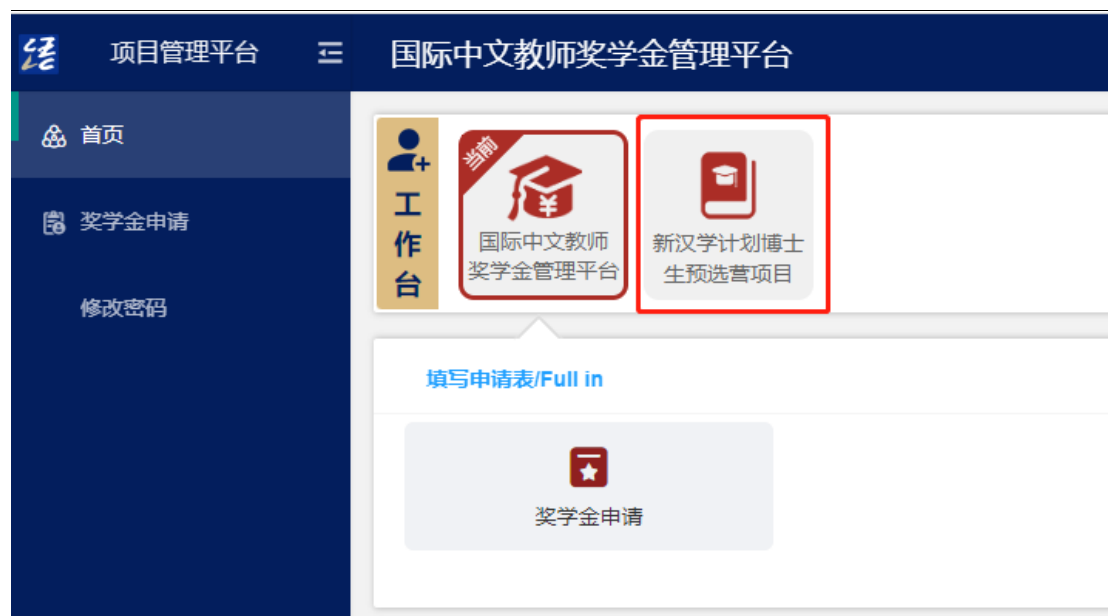 项目管理平台
国际中文教师奖学金管理平台
首页
奖学金申请
修改密码
工
作
台
当前
国际中文教师
奖学金管理平台
新汉学计划博士
生预选营项目
填写申请表/Full in
奖学金申请